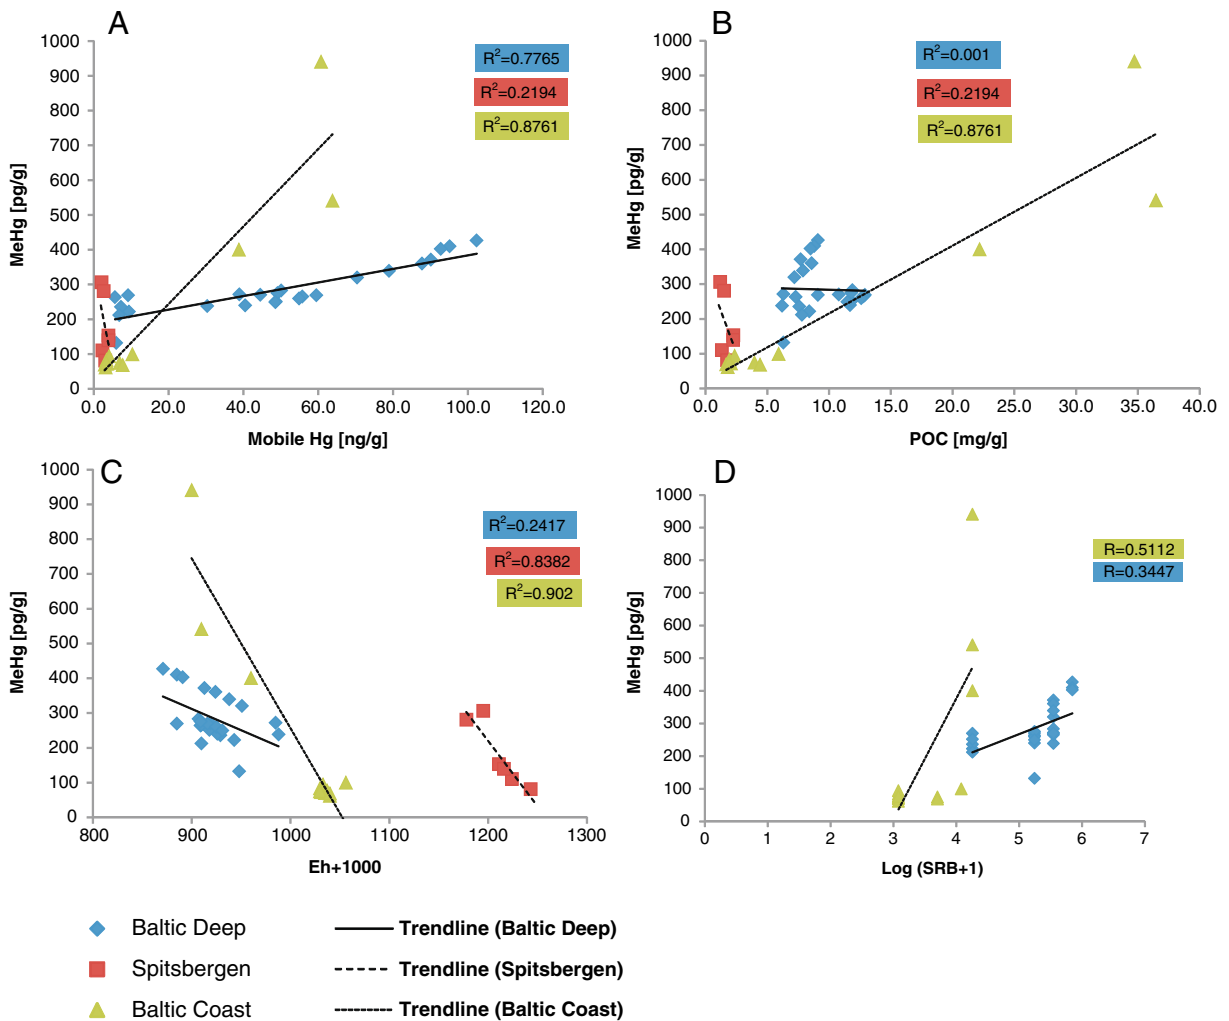 A
1000
900
800
700
600
500
400
300
200
100
0
MeHg [pg/g]
R²=0.7765
R²=0.2194
R²=0.8761
0.0 20.0 40.0 60.0 80.0 100.0 120.0
Mobile Hg [ng/g]
B
1000
900
800
700
600
500
400
300
200
100
0
MeHg [pg/g]
R²=0.001
R²=0.2194
R²=0.8761
0.0 5.0 10.0 15.0 20.0 25.0 30.0 35.0 40.0
POC [mg/g]
C
1000
900
800
700
600
500
400
300
200
100
0
MeHg [pg/g]
R²=0.2417
R²=0.8382
R²=0.902
800 900 1000 1100 1200 1300
Eh+1000
D
1000
900
800
700
600
500
400
300
200
100
0
MeHg [pg/g]
R=0.5112
R=0.3447
0 1 2 3 4 5 6 7
Log (SRB+1)
Baltic Deep Trendline (Baltic Deep)
Spitsbergen Trendline (Spitsbergen)
Baltic Coast Trendline (Baltic Coast)